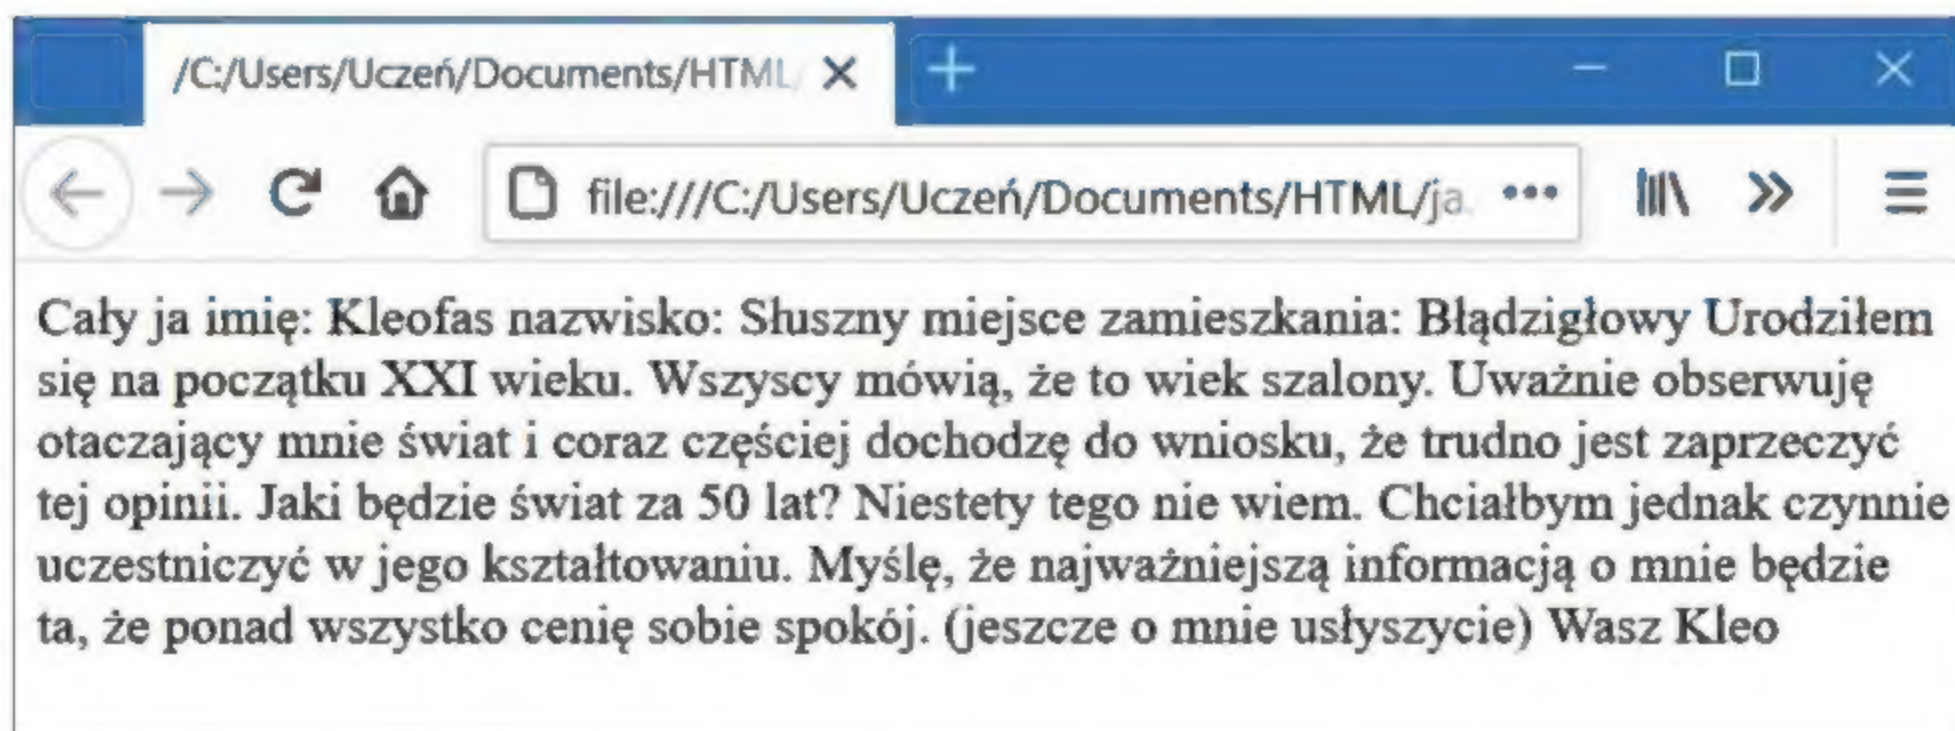 /C:/Users/Uczeń/Documents/HTML/
file:///C:/Users/Uczeń/Documents/HTML/ja.
Cały ja imię: Kleofas nazwisko: Słuszny miejsce zamieszkania: Błądzigłowy Urodziłem
się na początku XXI wieku. Wszyscy mówią, że to wiek szalony. Uważnie obserwuję
otaczający mnie świat i coraz częściej dochodzę do wniosku, że trudno jest zaprzeczyć
tej opinii. Jaki będzie świat za 50 lat? Niestety tego nie wiem. Chciałbym jednak czynnie
uczestniczyć w jego kształtowaniu. Myślę, że najważniejszą informacją o mnie będzie
ta, że ponad wszystko cenię sobie spokój. (jeszcze o mnie usłyszycie) Wasz Kleo